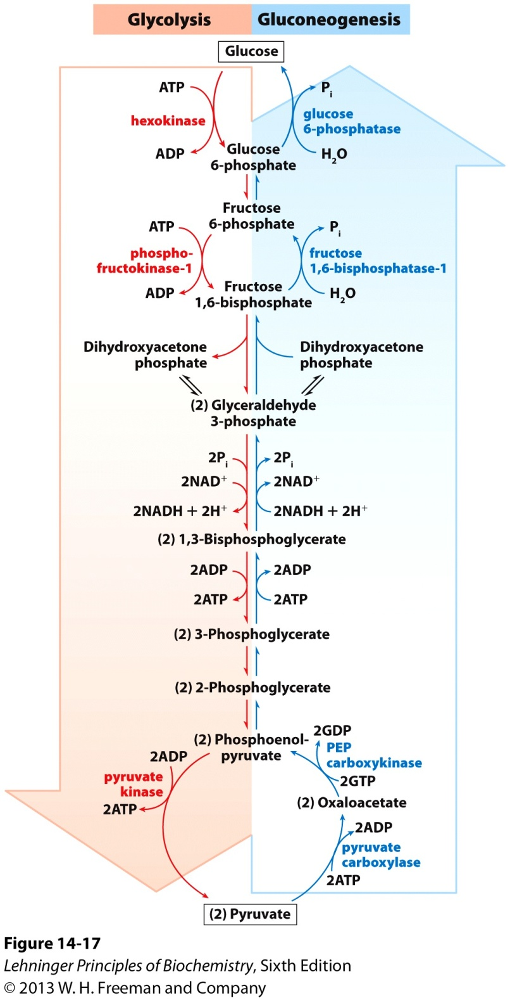 Glycolysis
Gluconeogenesis
Glucose
ATP
hexokinase
ADP
Pi
glucose
6-phosphatase
H2O
Glucose
6-phosphate
Fructose
6-phosphate
ATP
phospho-
fructokinase-1
ADP
Pi
fructose
1,6-bisphosphatase-1
H2O
Fructose
1,6-bisphosphate
Dihydroxyacetone
phosphate
Dihydroxyacetone
phosphate
(2) Glyceraldehyde
3-phosphate
2Pi
2NAD+
2NADH + 2H+
2Pi
2NAD+
2NADH + 2H+
(2) 1,3-Bisphosphoglycerate
2ADP
2ATP
2ADP
2ATP
(2) 3-Phosphoglycerate
(2) 2-Phosphoglycerate
(2) Phosphoenol-
pyruvate
2ADP
pyruvate
kinase
2ATP
2GDP
PEP
carboxykinase
2GTP
(2) Oxaloacetate
2ADP
pyruvate
carboxylase
2ATP
(2) Pyruvate
Figure 14-17
Lehninger Principles of Biochemistry, Sixth Edition
© 2013 W. H. Freeman and Company